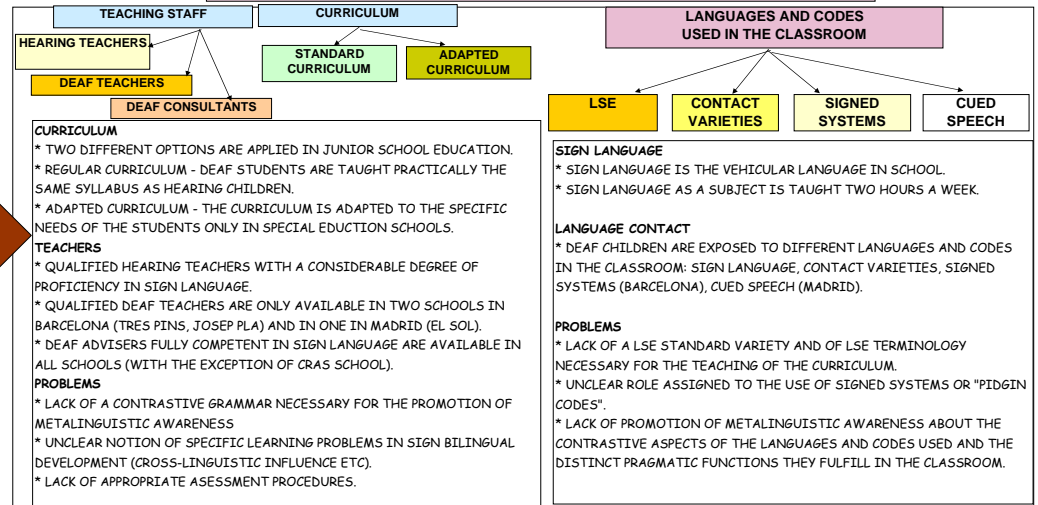 TEACHING STAFF
HEARING TEACHERS
DEAF TEACHERS
DEAF CONSULTANTS
CURRICULUM
STANDARD
CURRICULUM
ADAPTED
CURRICULUM
LANGUAGES AND CODES
USED IN THE CLASSROOM
LSE
CONTACT
VARIETIES
SIGNED
SYSTEMS
CUED
SPEECH
CURRICULUM
* TWO DIFFERENT OPTIONS ARE APPLIED IN JUNIOR SCHOOL EDUCATION.
* REGULAR CURRICULUM - DEAF STUDENTS ARE TAUGHT PRACTICALLY THE
SAME SYLLABUS AS HEARING CHILDREN.
* ADAPTED CURRICULUM - THE CURRICULUM IS ADAPTED TO THE SPECIFIC
NEEDS OF THE STUDENTS ONLY IN SPECIAL EDUCTION SCHOOLS.
TEACHERS
* QUALIFIED HEARING TEACHERS WITH A CONSIDERABLE DEGREE OF
PROFICIENCY IN SIGN LANGUAGE.
* QUALIFIED DEAF TEACHERS ARE ONLY AVAILABLE IN TWO SCHOOLS IN
BARCELONA (TRES PINS, JOSEP PLA) AND IN ONE IN MADRID (EL SOL).
* DEAF ADVISERS FULLY COMPETENT IN SIGN LANGUAGE ARE AVAILABLE IN
ALL SCHOOLS (WITH THE EXCEPTION OF CRAS SCHOOL).
PROBLEMS
* LACK OF A CONTRASTIVE GRAMMAR NECESSARY FOR THE PROMOTION OF
METALINGUISTIC AWARENESS
* UNCLEAR NOTION OF SPECIFIC LEARNING PROBLEMS IN SIGN BILINGUAL
DEVELOPMENT (CROSS-LINGUISTIC INFLUENCE ETC).
* LACK OF APPROPRIATE ASESSMENT PROCEDURES.
SIGN LANGUAGE
* SIGN LANGUAGE IS THE VEHICULAR LANGUAGE IN SCHOOL.
* SIGN LANGUAGE AS A SUBJECT IS TAUGHT TWO HOURS A WEEK.
LANGUAGE CONTACT
* DEAF CHILDREN ARE EXPOSED TO DIFFERENT LANGUAGES AND CODES
IN THE CLASSROOM: SIGN LANGUAGE, CONTACT VARIETIES, SIGNED
SYSTEMS (BARCELONA), CUED SPEECH (MADRID).
PROBLEMS
* LACK OF A LSE STANDARD VARIETY AND OF LSE TERMINOLOGY
NECESSARY FOR THE TEACHING OF THE CURRICULUM.
* UNCLEAR ROLE ASSIGNED TO THE USE OF SIGNED SYSTEMS OR "PIDGIN
CODES".
* LACK OF PROMOTION OF METALINGUISTIC AWARENESS ABOUT THE
CONTRASTIVE ASPECTS OF THE LANGUAGES AND CODES USED AND THE
DISTINCT PRAGMATIC FUNCTIONS THEY FULFILL IN THE CLASSROOM.